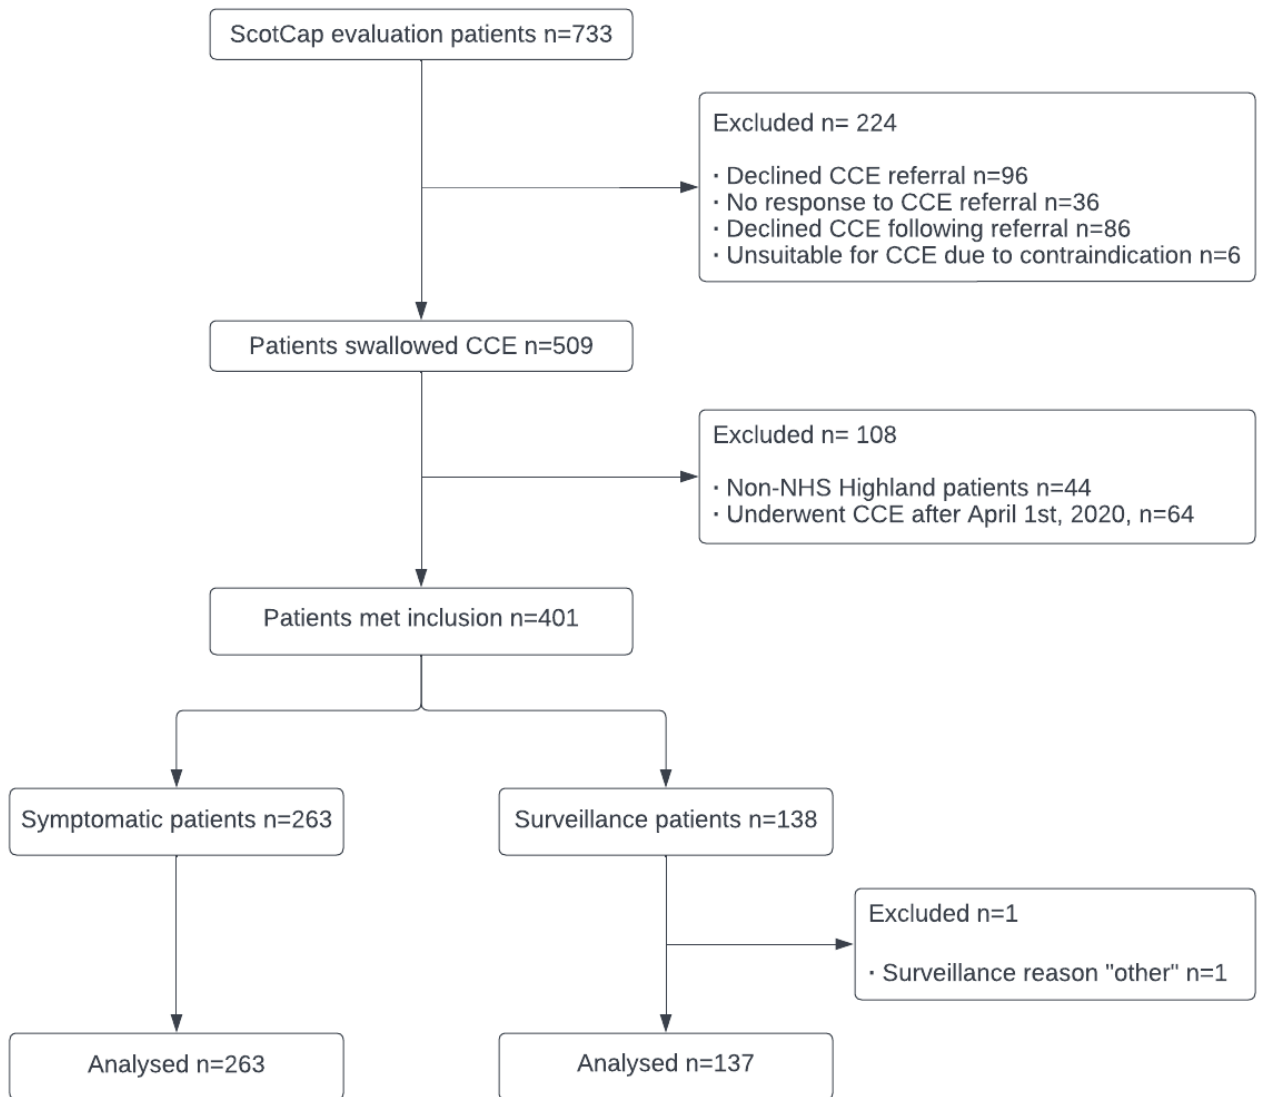 ScotCap evaluation patients n=733
Excluded n= 224
· Declined CCE referral n=96
· No response to CCE referral n=36
· Declined CCE following referral n=86
· Unsuitable for CCE due to contraindication n=6
Patients swallowed CCE n=509
Excluded n= 108
· Non-NHS Highland patients n=44
· Underwent CCE after April 1st, 2020, n=64
Patients met inclusion n=401
Symptomatic patients n=263
Surveillance patients n=138
Excluded n=1
· Surveillance reason "other" n=1
Analysed n=263
Analysed n=137